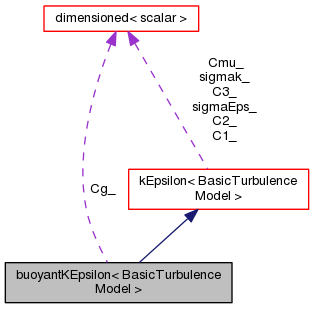 dimensioned< scalar >
Cmu_
sigmak_
C3_
sigmaEps_
C2_
C1_
Cg_
kEpsilon< BasicTurbulence
Model >
buoyantKEpsilon< BasicTurbulence
Model >